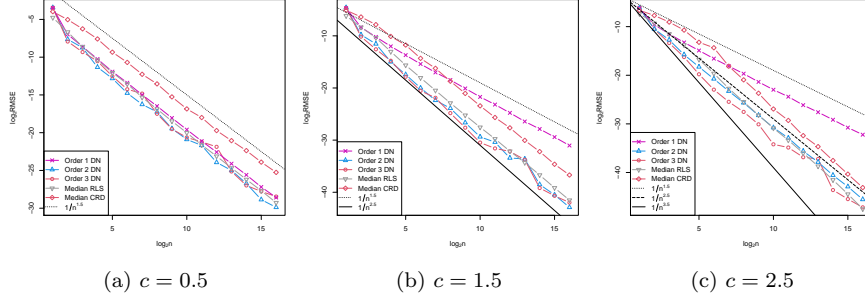 log₂RMSE
-5
-10
-15
-20
-25
-30
Order 1 DN
Order 2 DN
Order 3 DN
Median RLS
Median CRD
1/n^1.5
5
10
15
log₂n
(a) c = 0.5
log₂RMSE
-10
-20
-30
-40
Order 1 DN
Order 2 DN
Order 3 DN
Median RLS
Median CRD
1/n^1.5
1/n^2.5
5
10
15
log₂n
(b) c = 1.5
log₂RMSE
-10
-20
-30
-40
Order 1 DN
Order 2 DN
Order 3 DN
Median RLS
Median CRD
1/n^1.5
1/n^2.5
1/n^3.5
5
10
15
log₂n
(c) c = 2.5